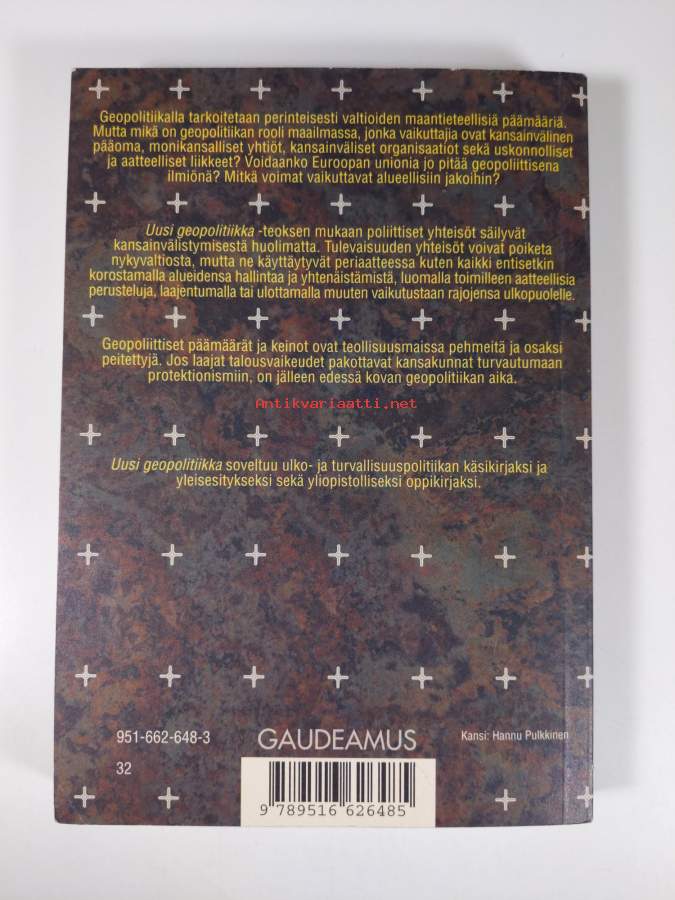 Geopolitiikalla tarkoitetaan perinteisesti valtioiden maantieteellisiä päämääriä.
Mutta mikä on geopolitiikan rooli maailmassa, jonka vaikuttajia ovat kansainvälinen
pääoma, monikansalliset yhtiöt, kansainväliset organisaatiot sekä uskonnolliset
ja aatteelliset liikkeet? Voidaanko Euroopan unionia jo pitää geopoliittisena
ilmiönä? Mitkä voimat vaikuttavat alueellisiin jakoihin?
Uusi geopolitiikka -teoksen mukaan poliittiset yhteisöt säilyvät
kansainvälistymisestä huolimatta. Tulevaisuuden yhteisöt voivat poiketa
nykyvaltiosta, mutta ne käyttäytyvät periaatteessa kuten kaikki entisetkin
korostamalla alueidensa hallintaa ja yhtenäistämistä, luomalla toimilleen aatteellisia
perusteluja, laajentumalla tai ulottamalla muuten vaikutustaan rajojensa ulkopuolelle.
Geopoliittiset päämäärät ja keinot ovat teollisuusmaissa pehmeitä ja osaksi
peitettyjä. Jos laajat talousvaikeudet pakottavat kansakunnat turvautumaan
protektionismiin, on jälleen edessä kovan geopolitiikan aika.
Antikvariaatti.net
Uusi geopolitiikka soveltuu ulko- ja turvallisuuspolitiikan käsikirjaksi ja
yleisesitykseksi sekä yliopistolliseksi oppikirjaksi.
951-662-648-3
GAUDEAMUS
Kansi: Hannu Pulkkinen
32
9 789516 626485